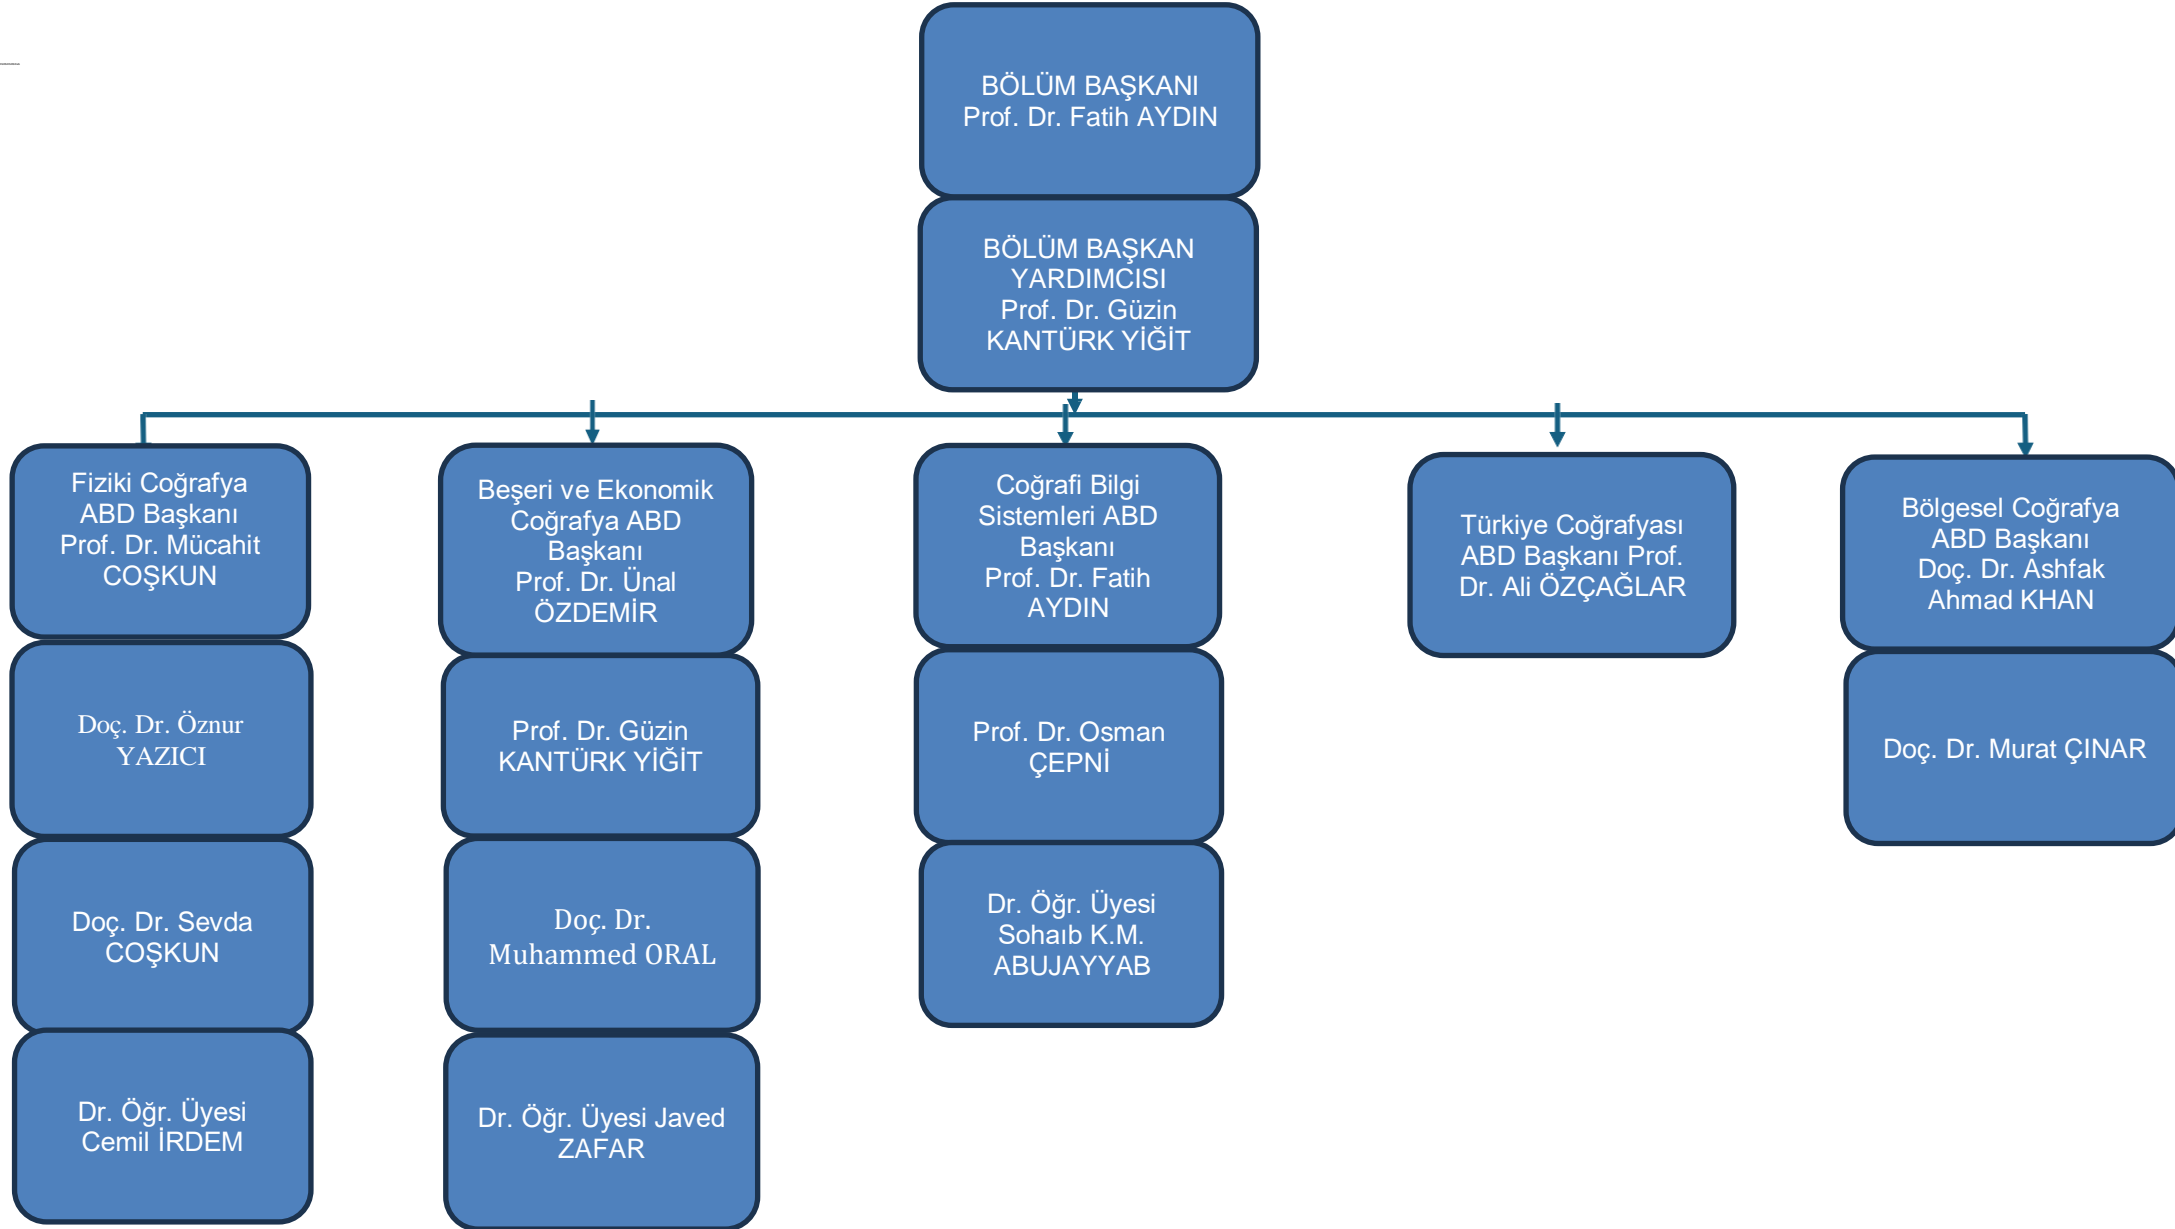 BÖLÜM BAŞKANI
Prof. Dr. Fatih AYDIN
BÖLÜM BAŞKAN
YARDIMCISI
Prof. Dr. Güzin
KANTÜRK YİĞİT
Fiziki Coğrafya
ABD Başkanı
Prof. Dr. Mücahit
COŞKUN
Doç. Dr. Öznur
YAZICI
Doç. Dr. Sevda
COŞKUN
Dr. Öğr. Üyesi
Cemil İRDEM
Beşeri ve Ekonomik
Coğrafya ABD
Başkanı
Prof. Dr. Ünal
ÖZDEMİR
Prof. Dr. Güzin
KANTÜRK YİĞİT
Doç. Dr.
Muhammed ORAL
Dr. Öğr. Üyesi Javed
ZAFAR
Coğrafi Bilgi
Sistemleri ABD
Başkanı
Prof. Dr. Fatih
AYDIN
Prof. Dr. Osman
ÇEPNİ
Dr. Öğr. Üyesi
Sohaıb K.M.
ABUJAYYAB
Türkiye Coğrafyası
ABD Başkanı Prof.
Dr. Ali ÖZÇAĞLAR
Bölgesel Coğrafya
ABD Başkanı
Doç. Dr. Ashfak
Ahmad KHAN
Doç. Dr. Murat ÇINAR